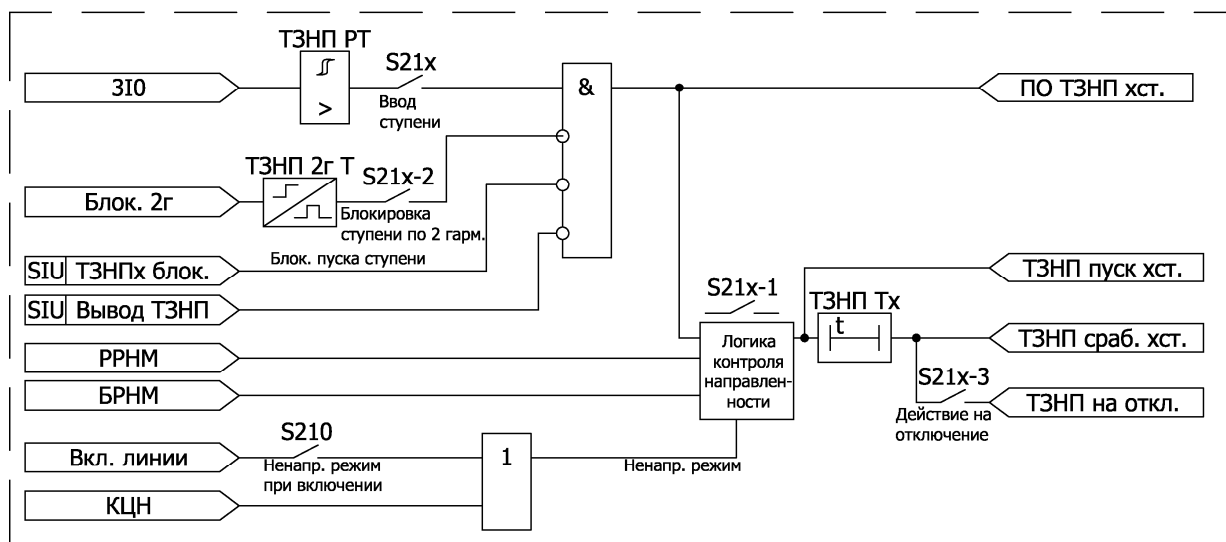 ТЗНП РТ
3I0
>
S21x
Ввод
ступени
&
ПО ТЗНП хст.
ТЗНП 2г Т
Блок. 2г
S21x-2
Блокировка
ступени по 2 гарм.
SIU ТЗНПх блок.
Блок. пуска ступени
SIU Вывод ТЗНП
S21x-1
ТЗНП Тх
t
ТЗНП пуск хст.
РРНМ
БРНМ
Логика
контроля
направлен-
ности
ТЗНП сраб. хст.
S21x-3
Действие на
отключение
ТЗНП на откл.
Вкл. линии
S210
Ненапр. режим
при включении
1
Ненапр. режим
КЦН